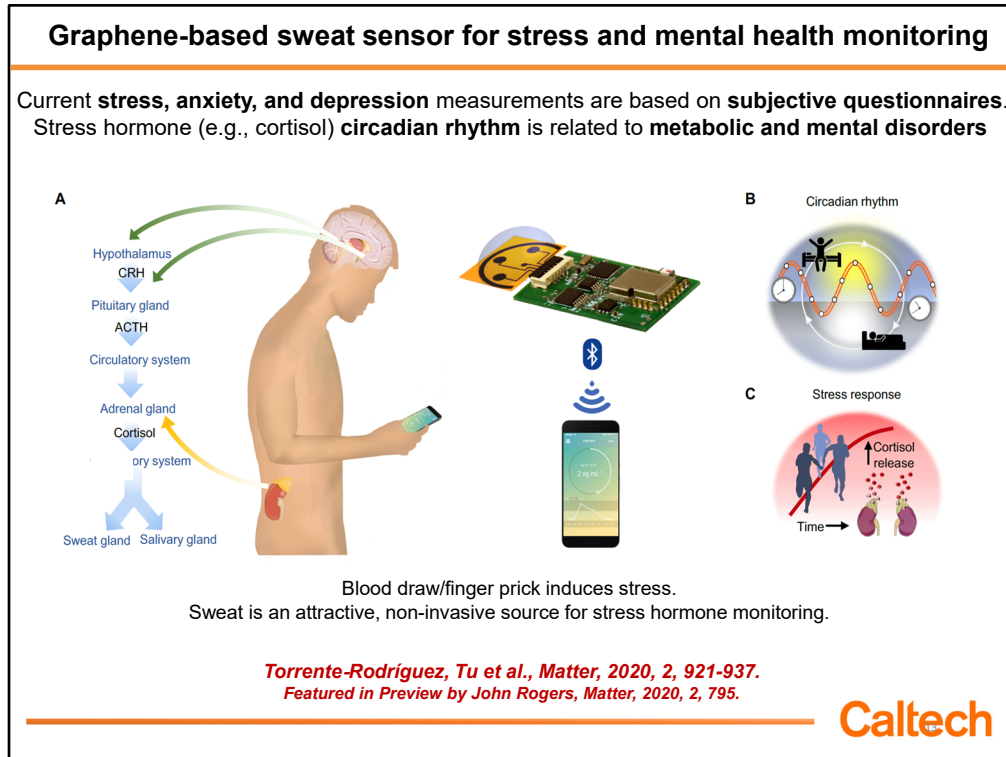 Graphene-based sweat sensor for stress and mental health monitoring
Current stress, anxiety, and depression measurements are based on subjective questionnaires.
Stress hormone (e.g., cortisol) circadian rhythm is related to metabolic and mental disorders
A
Hypothalamus
CRH
Pituitary gland
ACTH
Circulatory system
Adrenal gland
Cortisol
ory system
Sweat gland Salivary gland
2 ng mL⁻¹
B
Circadian rhythm
C
Stress response
Cortisol
release
Time
Blood draw/finger prick induces stress.
Sweat is an attractive, non-invasive source for stress hormone monitoring.
Torrente-Rodríguez, Tu et al., Matter, 2020, 2, 921-937.
Featured in Preview by John Rogers, Matter, 2020, 2, 795.
Caltech